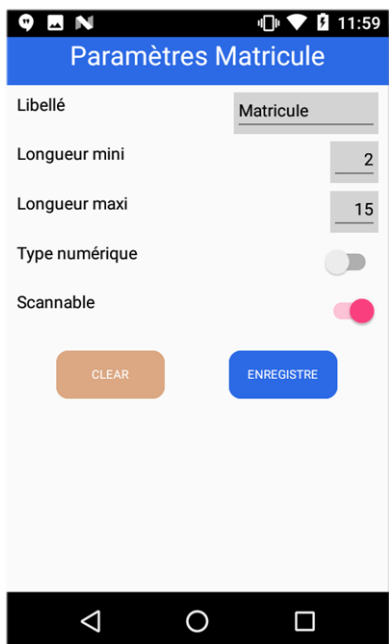 11:59
Paramètres Matricule
Libellé Matricule
Longueur mini 2
Longueur maxi 15
Type numérique
Scannable
CLEAR ENREGISTRE